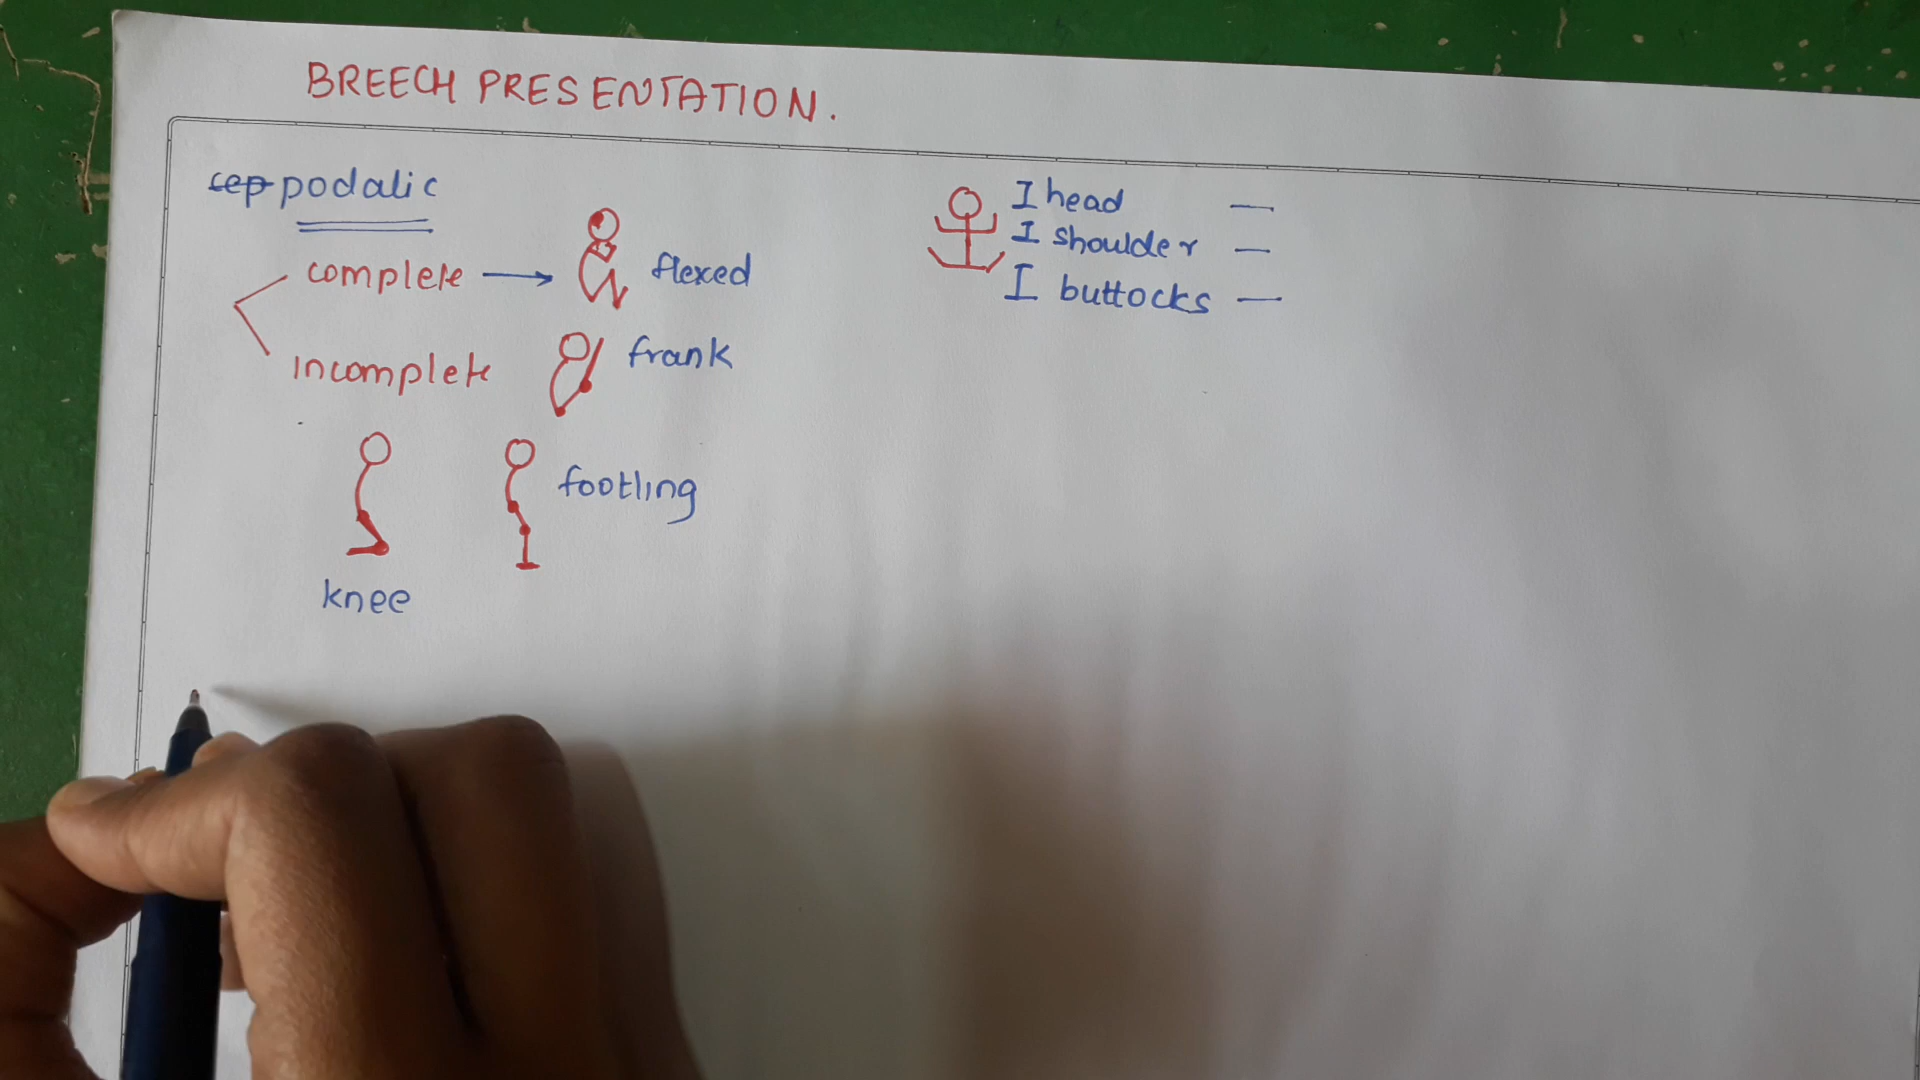 BREECH PRESENTATION.
cep podalic
complete → flexed
incomplete frank
footling
knee
I head —
I shoulder —
I buttocks —